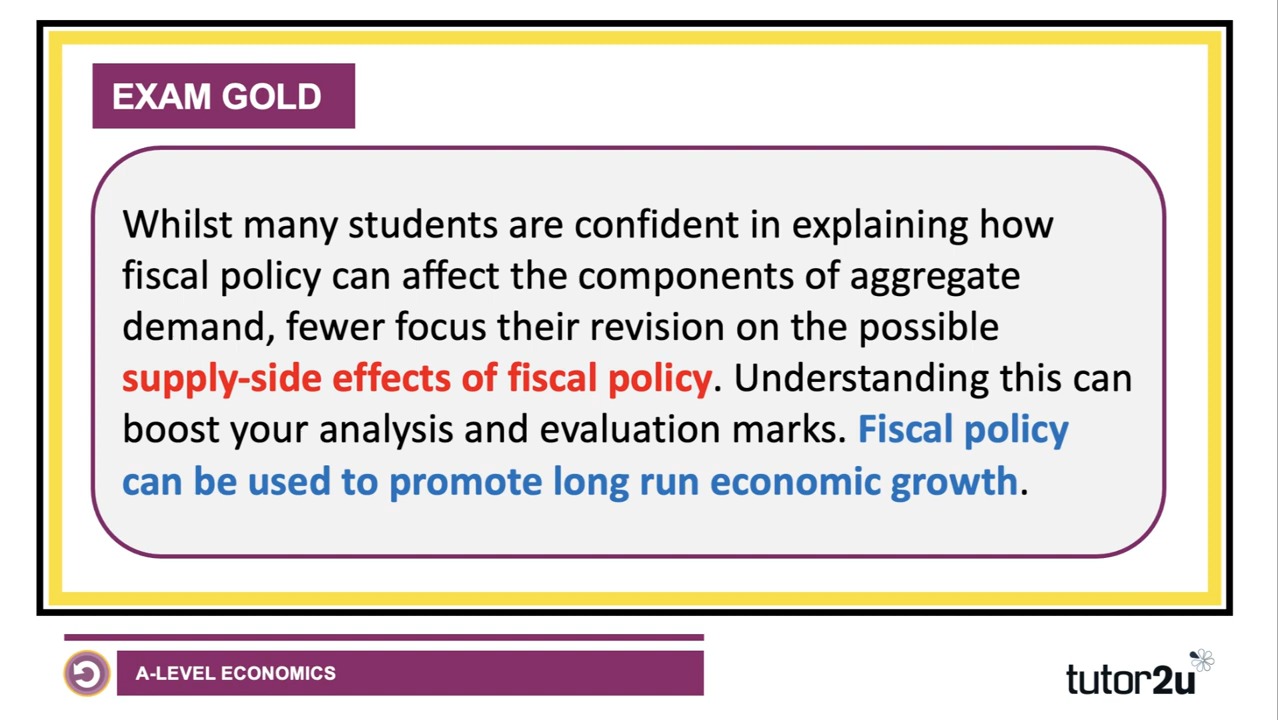 EXAM GOLD
Whilst many students are confident in explaining how
fiscal policy can affect the components of aggregate
demand, fewer focus their revision on the possible
supply-side effects of fiscal policy. Understanding this can
boost your analysis and evaluation marks. Fiscal policy
can be used to promote long run economic growth.
A-LEVEL ECONOMICS
tutor2u